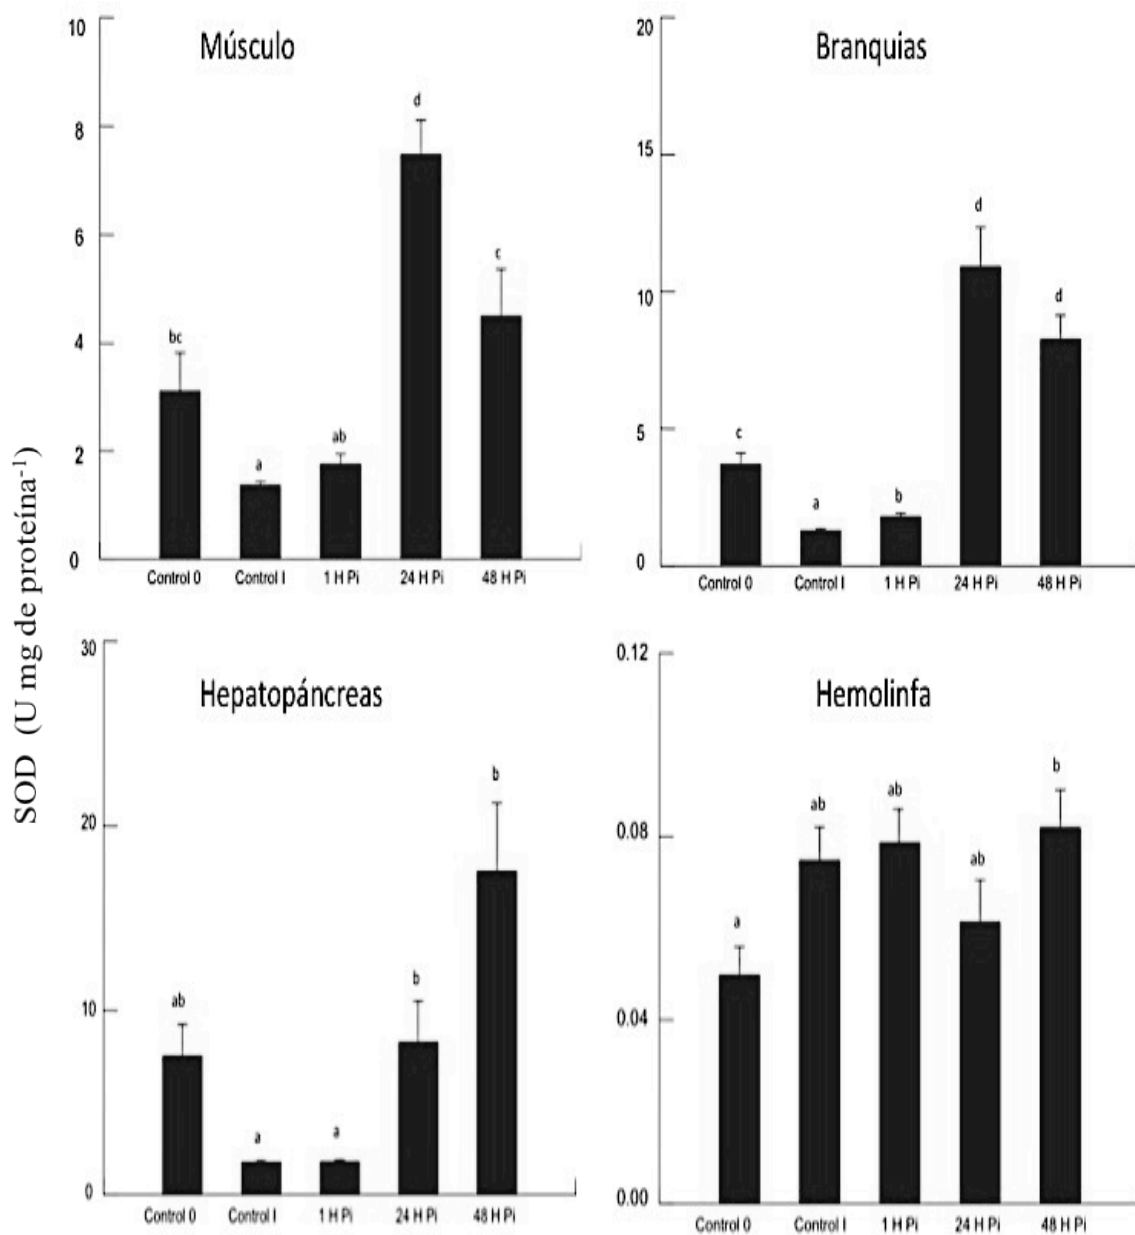 SOD (U mg de proteína⁻¹)
Músculo
10
8
6
4
2
0
bc
a
ab
d
c
Control 0 Control I 1 H Pi 24 H Pi 48 H Pi
Branquias
20
15
10
5
0
c
a
b
d
d
Control 0 Control I 1 H Pi 24 H Pi 48 H Pi
Hepatopáncreas
30
20
10
0
ab
a
a
b
b
Control 0 Control I 1 H Pi 24 H Pi 48 H Pi
Hemolinfa
0.12
0.08
0.04
0.00
a
ab
ab
ab
b
Control 0 Control I 1 H Pi 24 H Pi 48 H Pi